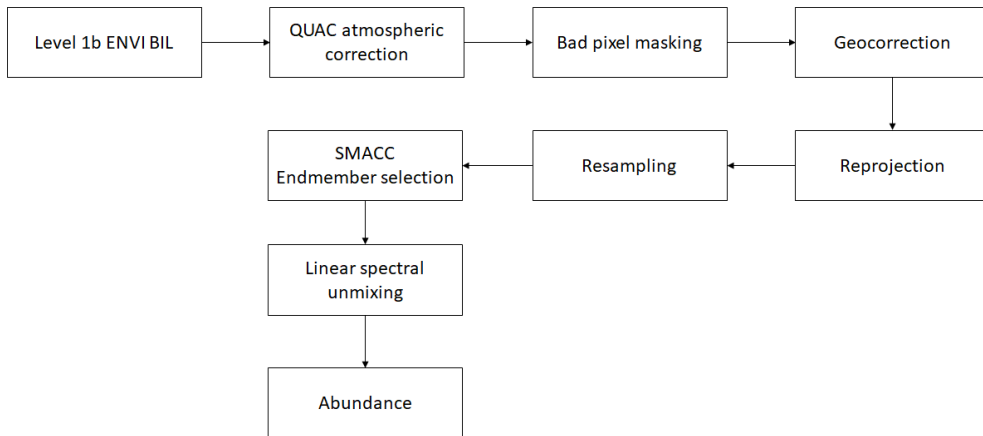 Level 1b ENVI BIL
QUAC atmospheric
correction
Bad pixel masking
Geocorrection
Reprojection
Resampling
SMACC
Endmember selection
Linear spectral
unmixing
Abundance